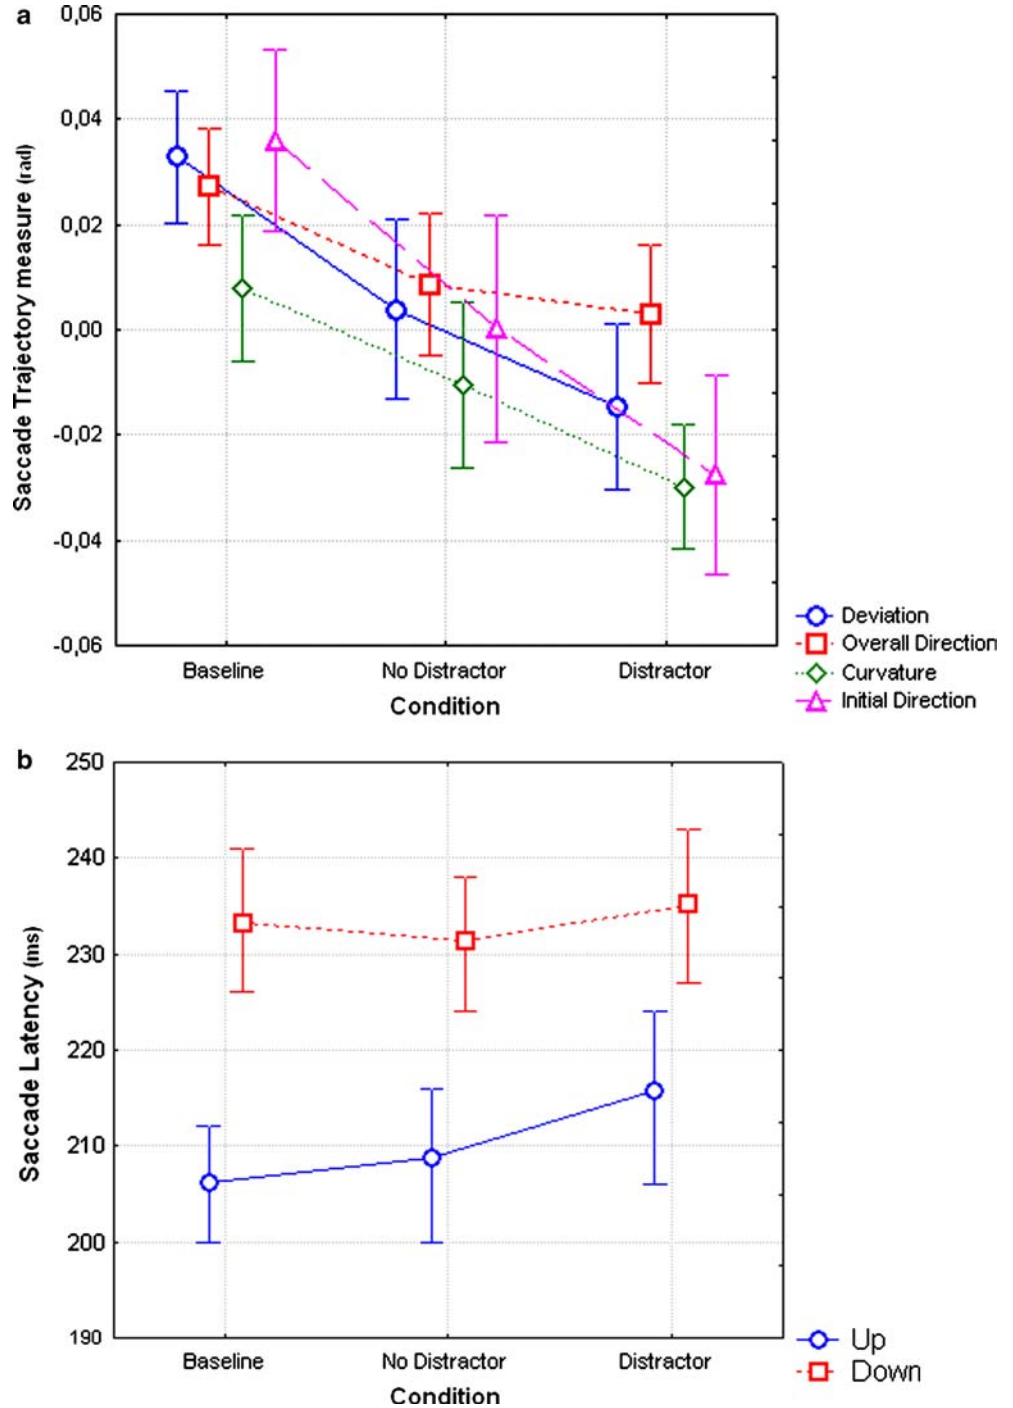 a
0,06
0,04
0,02
0,00
-0,02
-0,04
-0,06
Saccade Trajectory measure (rad)
Baseline
No Distractor
Distractor
Condition
Deviation
Overall Direction
Curvature
Initial Direction
b
250
240
230
220
210
200
190
Saccade Latency (ms)
Baseline
No Distractor
Distractor
Condition
Up
Down